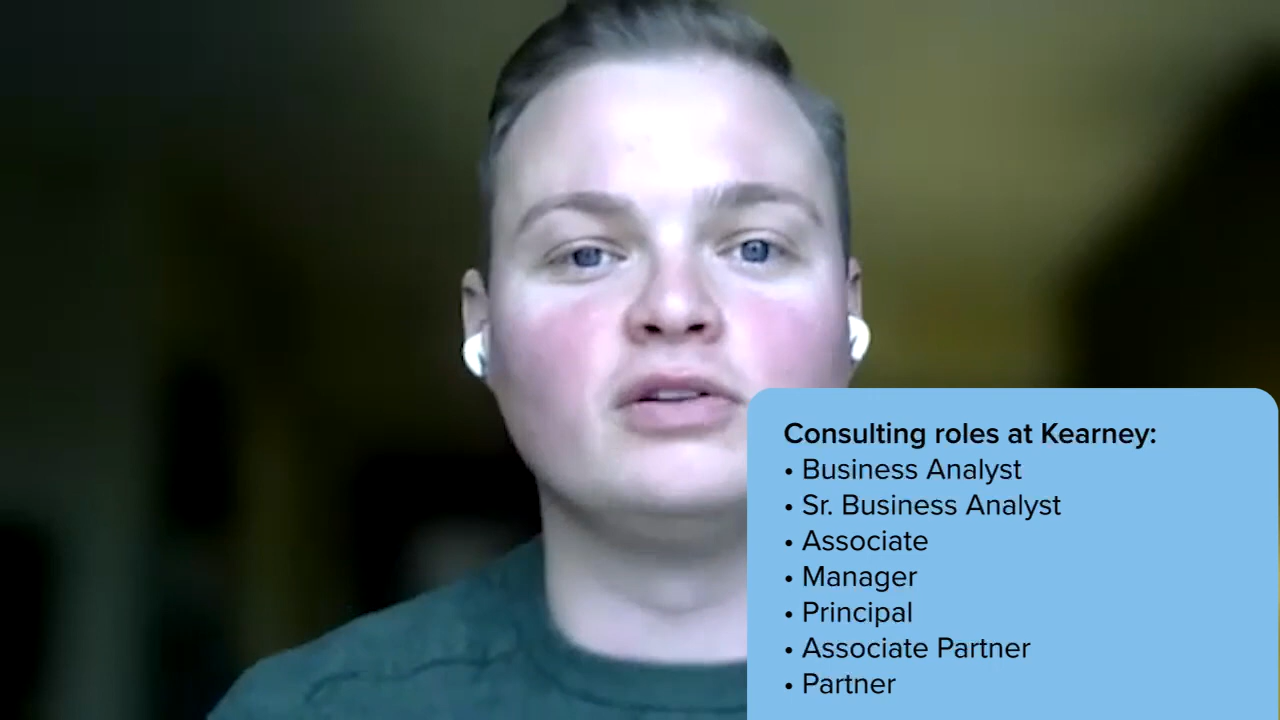 Consulting roles at Kearney:
• Business Analyst
• Sr. Business Analyst
• Associate
• Manager
• Principal
• Associate Partner
• Partner